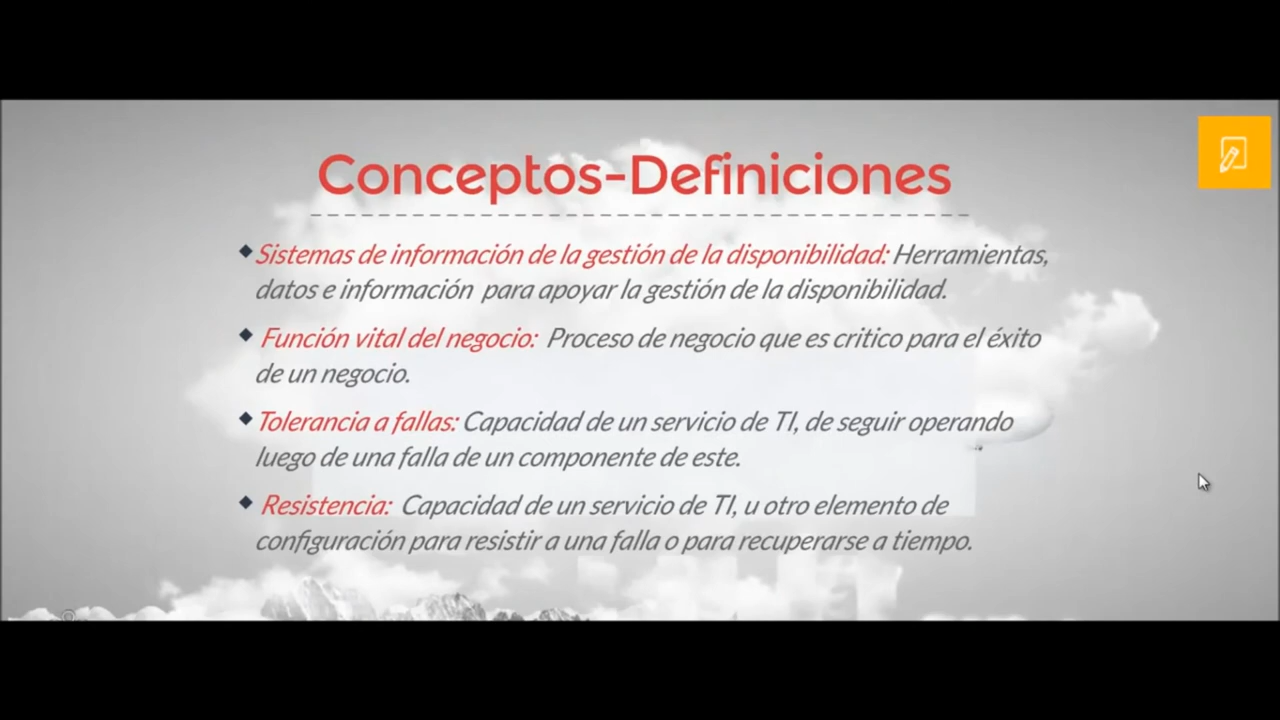 Conceptos-Definiciones
Sistemas de información de la gestión de la disponibilidad: Herramientas,
datos e información para apoyar la gestión de la disponibilidad.
Función vital del negocio: Proceso de negocio que es critico para el éxito
de un negocio.
Tolerancia a fallas: Capacidad de un servicio de TI, de seguir operando
luego de una falla de un componente de este.
Resistencia: Capacidad de un servicio de TI, u otro elemento de
configuración para resistir a una falla o para recuperarse a tiempo.